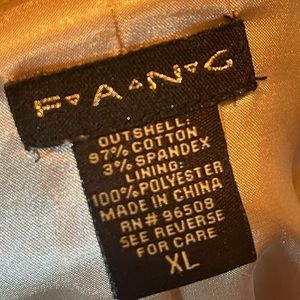 F▾A▴N▾G
OUTSHELL:
97% COTTON
3% SPANDEX
LINING:
100% POLYESTER
MADE IN CHINA
RN# 96508
SEE REVERSE
FOR CARE
XL